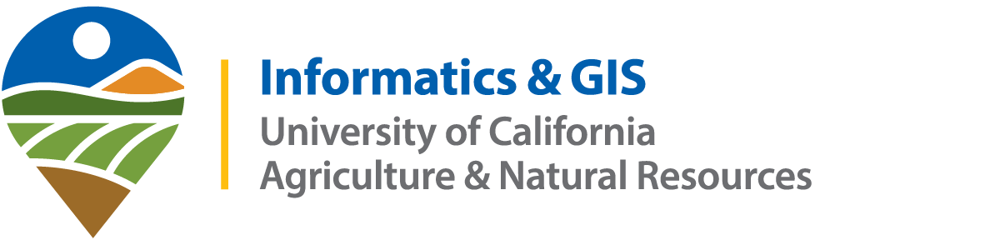 Informatics & GIS
University of California
Agriculture & Natural Resources